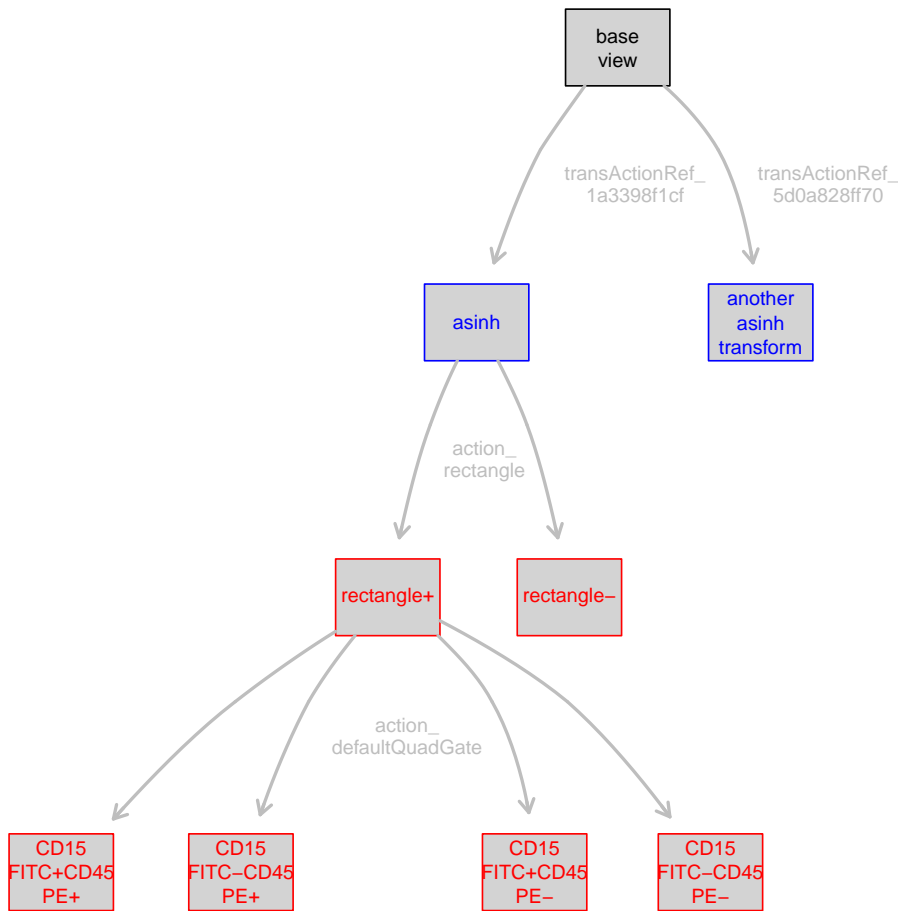 base
view
transActionRef_
1a3398f1cf
transActionRef_
5d0a828ff70
asinh
another
asinh
transform
action_
rectangle
rectangle+
rectangle−
action_
defaultQuadGate
CD15
FITC+CD45
PE+
CD15
FITC−CD45
PE+
CD15
FITC+CD45
PE−
CD15
FITC−CD45
PE−